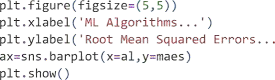 plt.figure(figsize=(5,5))
plt.xlabel('ML Algorithms...')
plt.ylabel('Root Mean Squared Errors...
ax=sns.barplot(x=al,y=maes)
plt.show()